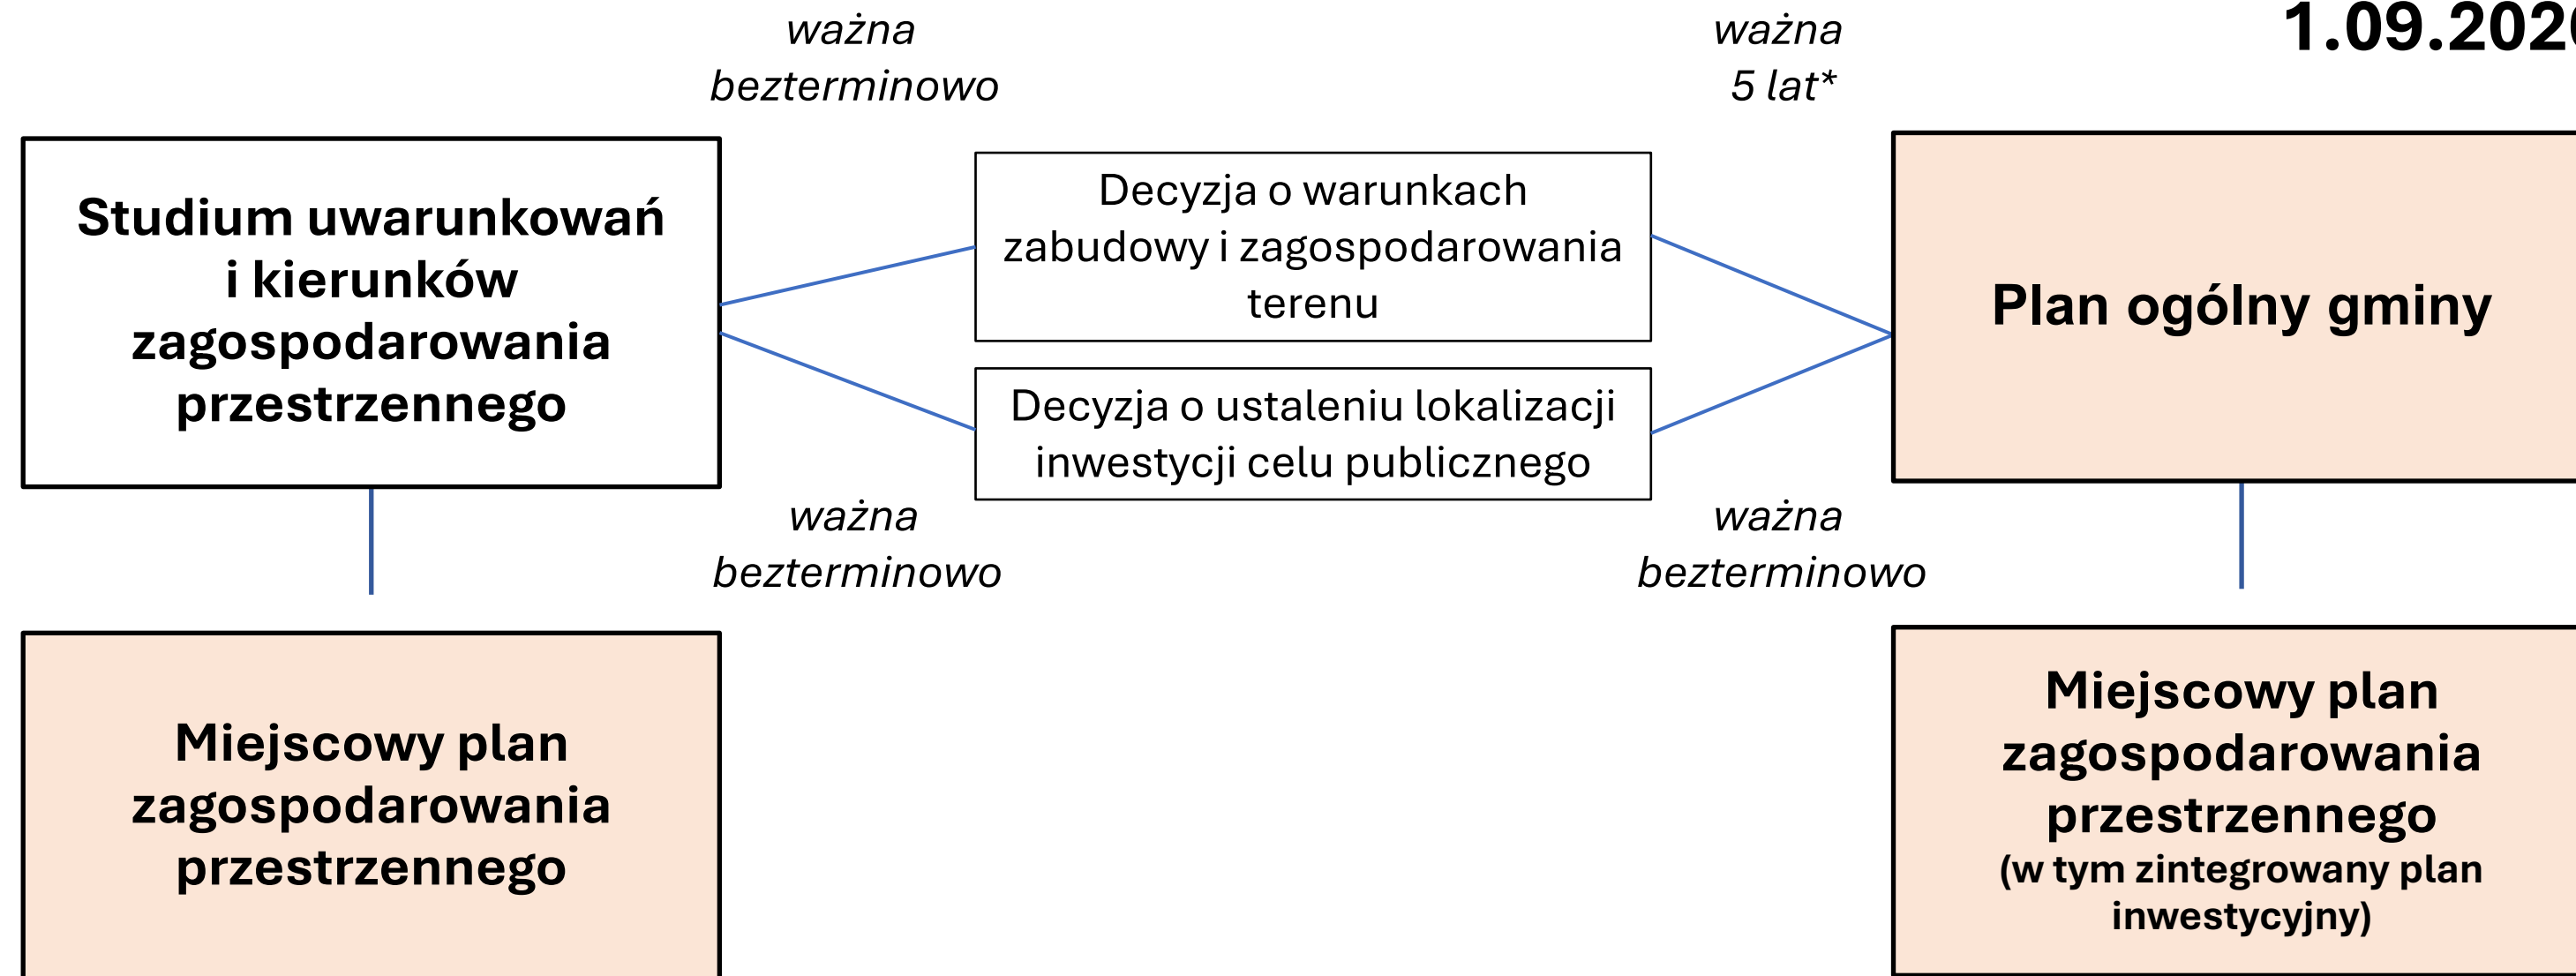 ważna
bezterminowo
ważna
5 lat*
1.09.2026
Studium uwarunkowań
i kierunków
zagospodarowania
przestrzennego
Decyzja o warunkach
zabudowy i zagospodarowania
terenu
Plan ogólny gminy
Decyzja o ustaleniu lokalizacji
inwestycji celu publicznego
ważna
bezterminowo
ważna
bezterminowo
Miejscowy plan
zagospodarowania
przestrzennego
Miejscowy plan
zagospodarowania
przestrzennego
(w tym zintegrowany plan
inwestycyjny)